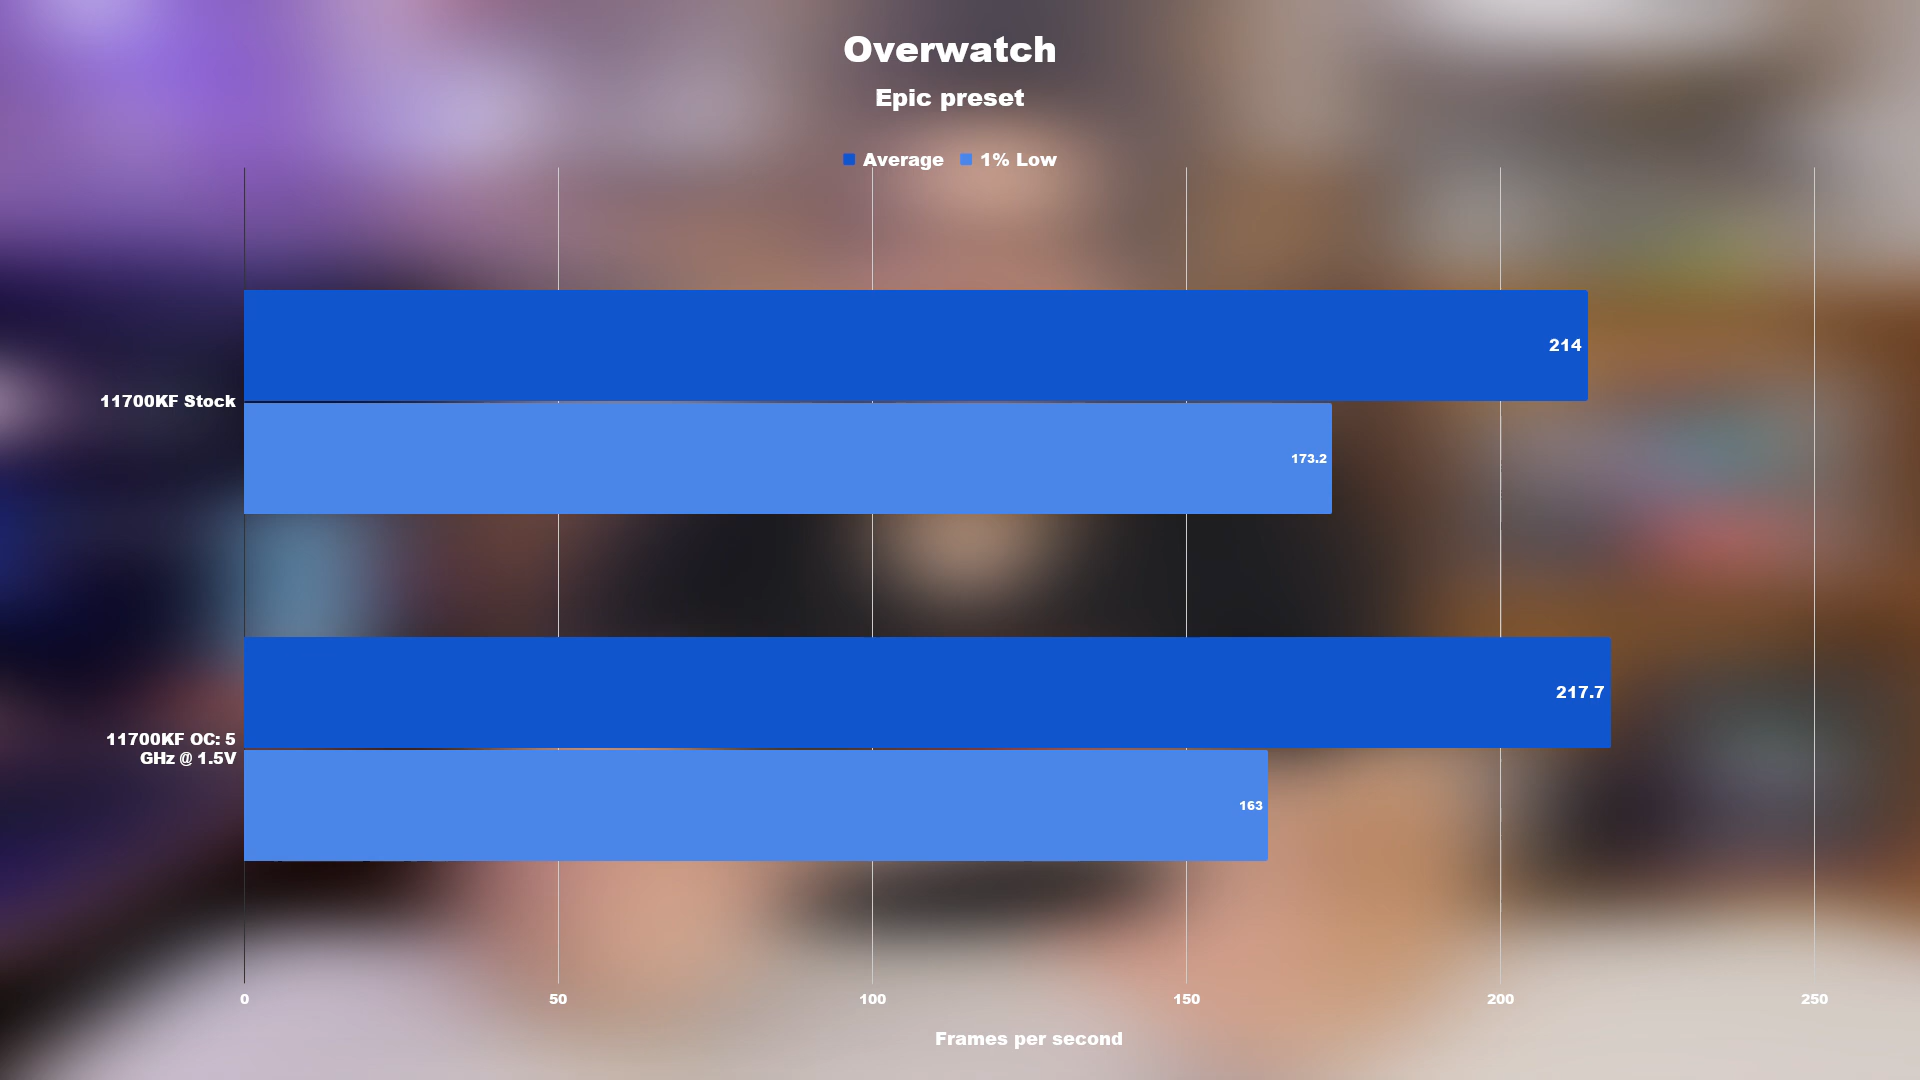 Overwatch
Epic preset
Average 1% Low
214
11700KF Stock
173.2
217.7
11700KF OC: 5
GHz @ 1.5V
163
0 50 100 150 200 250
Frames per second